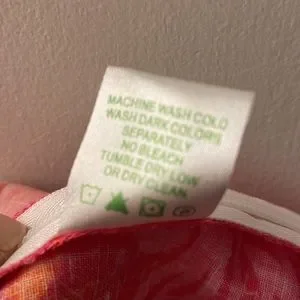 MACHINE WASH COLD
WASH DARK COLORS
SEPARATELY
NO BLEACH
TUMBLE DRY LOW
OR DRY CLEAN